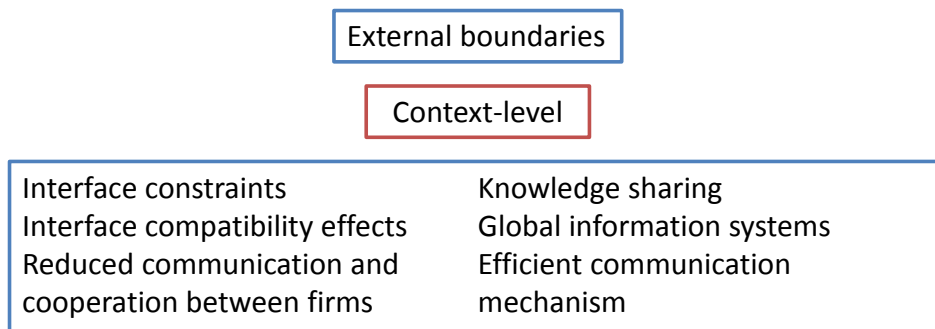 External boundaries
Context-level
Interface constraints
Interface compatibility effects
Reduced communication and
cooperation between firms
Knowledge sharing
Global information systems
Efficient communication
mechanism